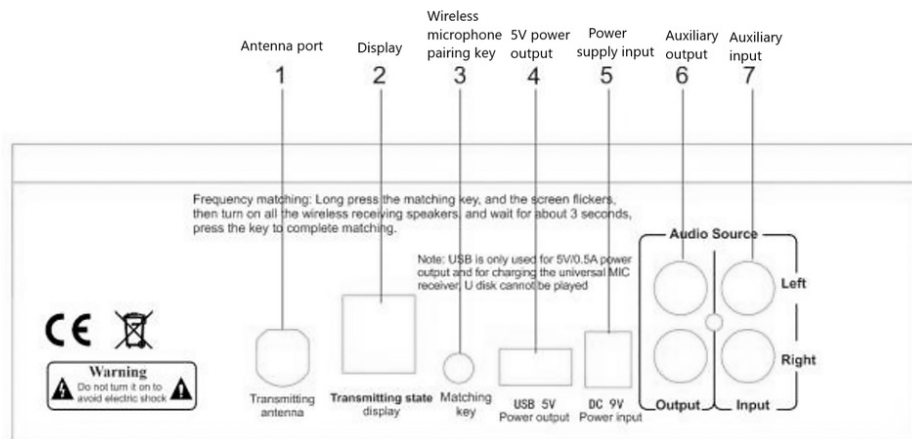 Wireless
microphone
pairing key
Antenna port
Display
5V power
output
Power
supply input
Auxiliary
output
Auxiliary
input
1 2 3 4 5 6 7
Frequency matching: Long press the matching key, and the screen flickers,
then turn on all the wireless receiving speakers, and wait for about 3 seconds,
press the key to complete matching.
Note: USB is only used for 5V/0.5A power
output and for charging the universal MIC
receiver, U disk cannot be played
Audio Source
Left
Right
Output
Input
CE
Warning
Do not turn it on to
avoid electric shock
Transmitting
antenna
Transmitting state
display
Matching
key
USB 5V
Power output
DC 9V
Power input